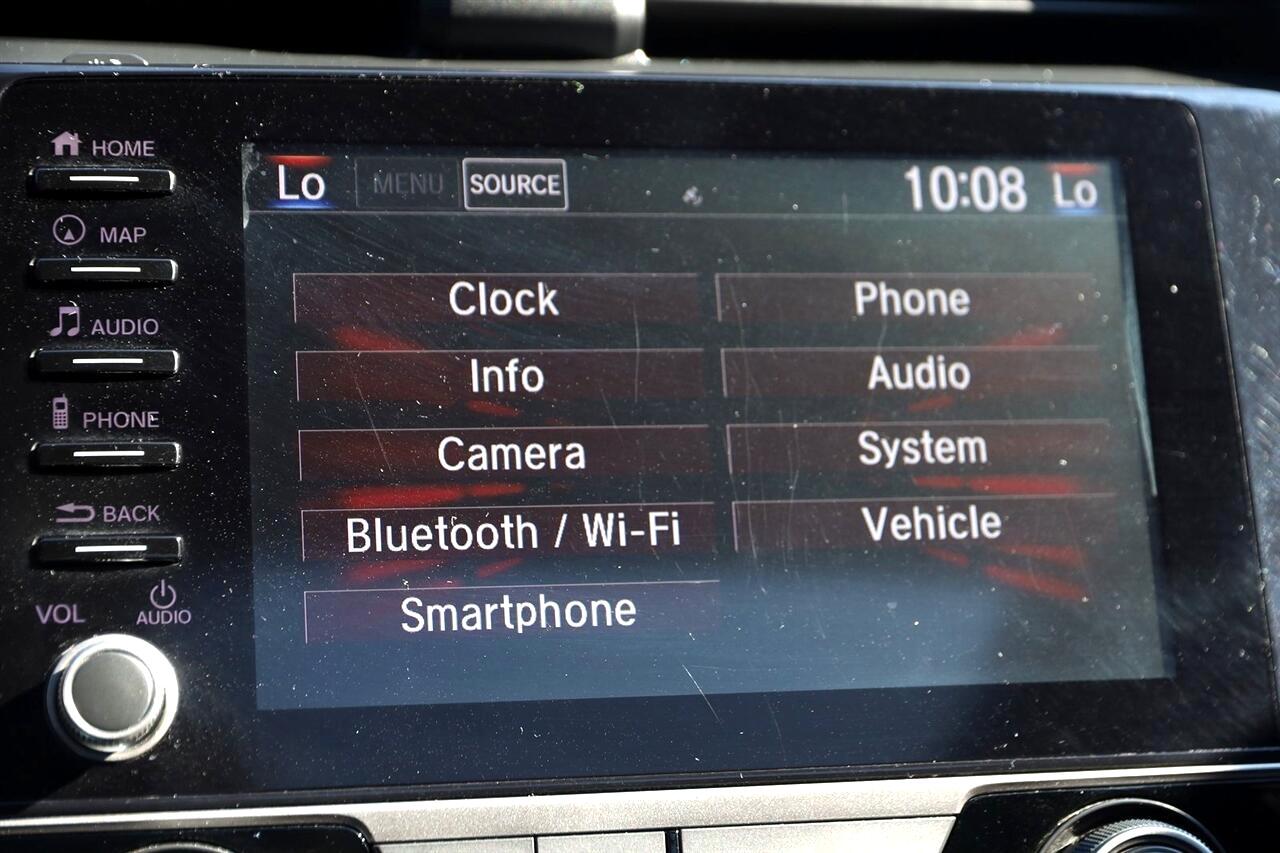 HOME
MAP
AUDIO
PHONE
BACK
VOL
AUDIO
Lo MENU SOURCE 10:08 Lo
Clock Phone
Info Audio
Camera System
Bluetooth / Wi-Fi Vehicle
Smartphone